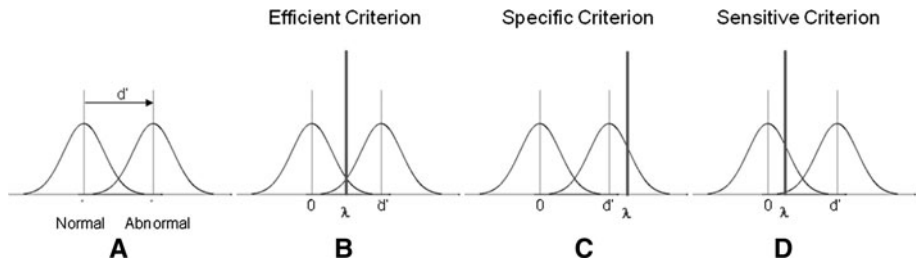 Efficient Criterion
Specific Criterion
Sensitive Criterion
d'
0
λ
d'
0
d'
λ
0
λ
d'
Normal
Abnormal
A
B
C
D